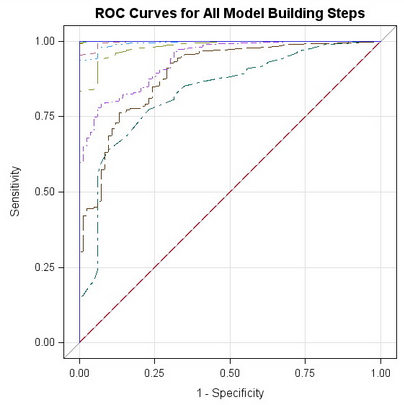 ROC Curves for All Model Building Steps
1.00
0.75
0.50
0.25
0.00
Sensitivity
0.00 0.25 0.50 0.75 1.00
1 - Specificity